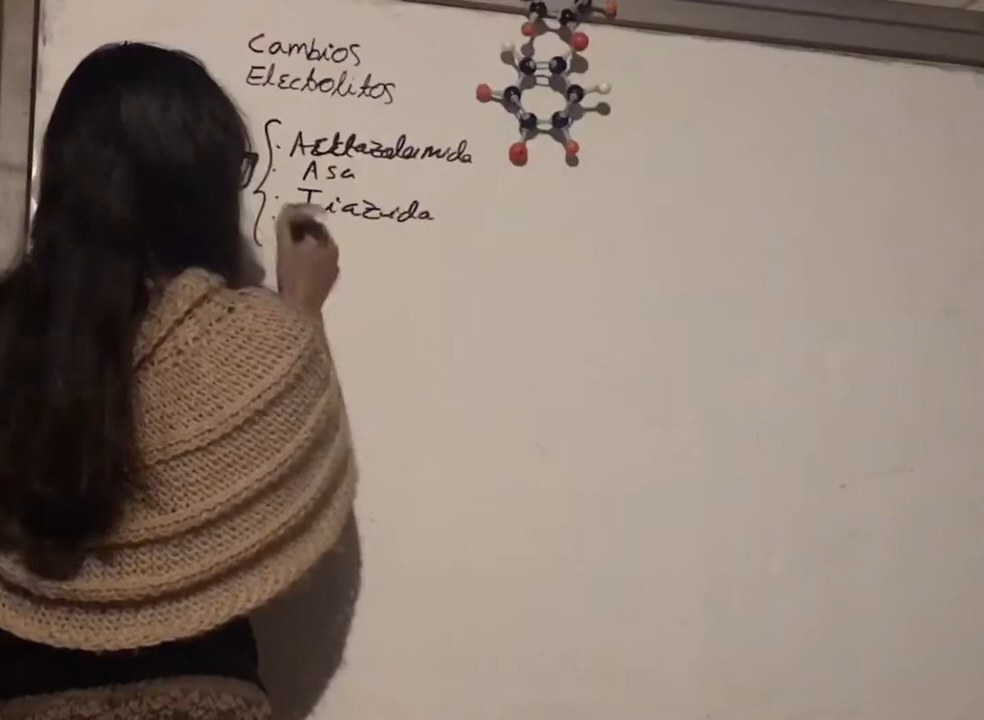 Cambios
Electrolitos
Acetazolamida
Asa
Tiazida